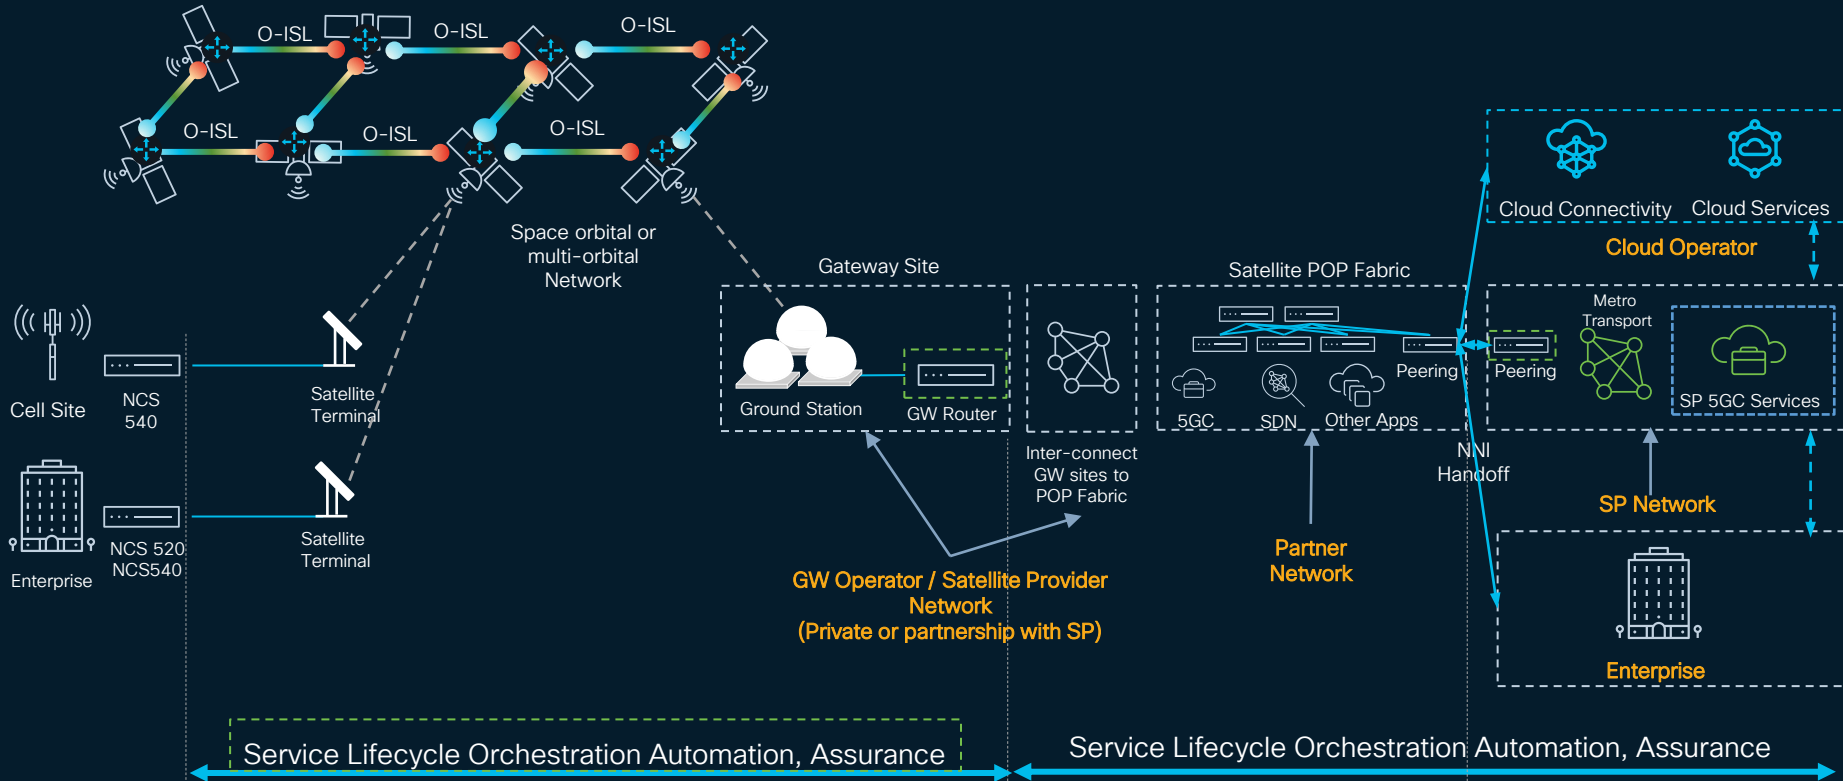 O-ISL
O-ISL
O-ISL
O-ISL
O-ISL
O-ISL
Space orbital or
multi-orbital
Network
Cell Site
NCS
540
Satellite
Terminal
Enterprise
NCS 520
NCS540
Satellite
Terminal
Gateway Site
Ground Station
GW Router
Inter-connect
GW sites to
POP Fabric
GW Operator / Satellite Provider
Network
(Private or partnership with SP)
Satellite POP Fabric
Peering
5GC
SDN
Other Apps
Partner
Network
NNI
Handoff
Cloud Connectivity
Cloud Services
Cloud Operator
Metro
Transport
Peering
SP 5GC Services
SP Network
Enterprise
Service Lifecycle Orchestration Automation, Assurance
Service Lifecycle Orchestration Automation, Assurance